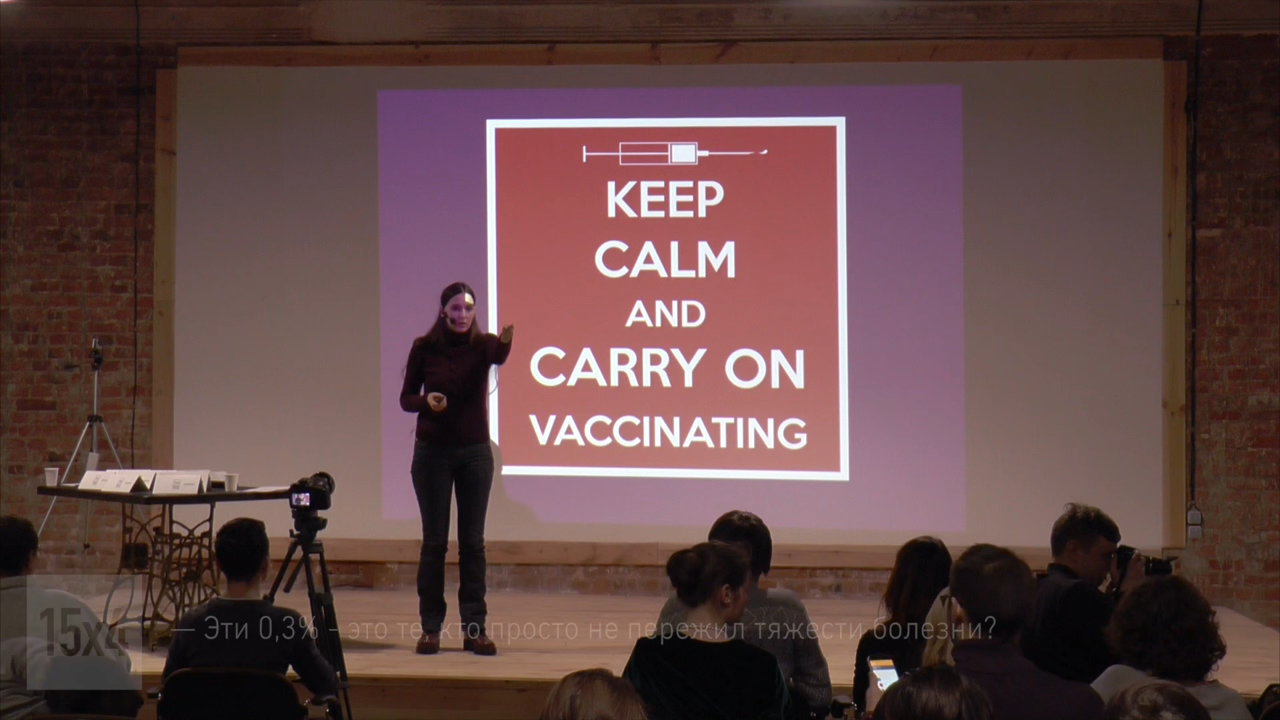 KEEP
CALM
AND
CARRY ON
VACCINATING
15x4
— Эти 0,3% - это те, кто просто не пережил тяжести болезни?